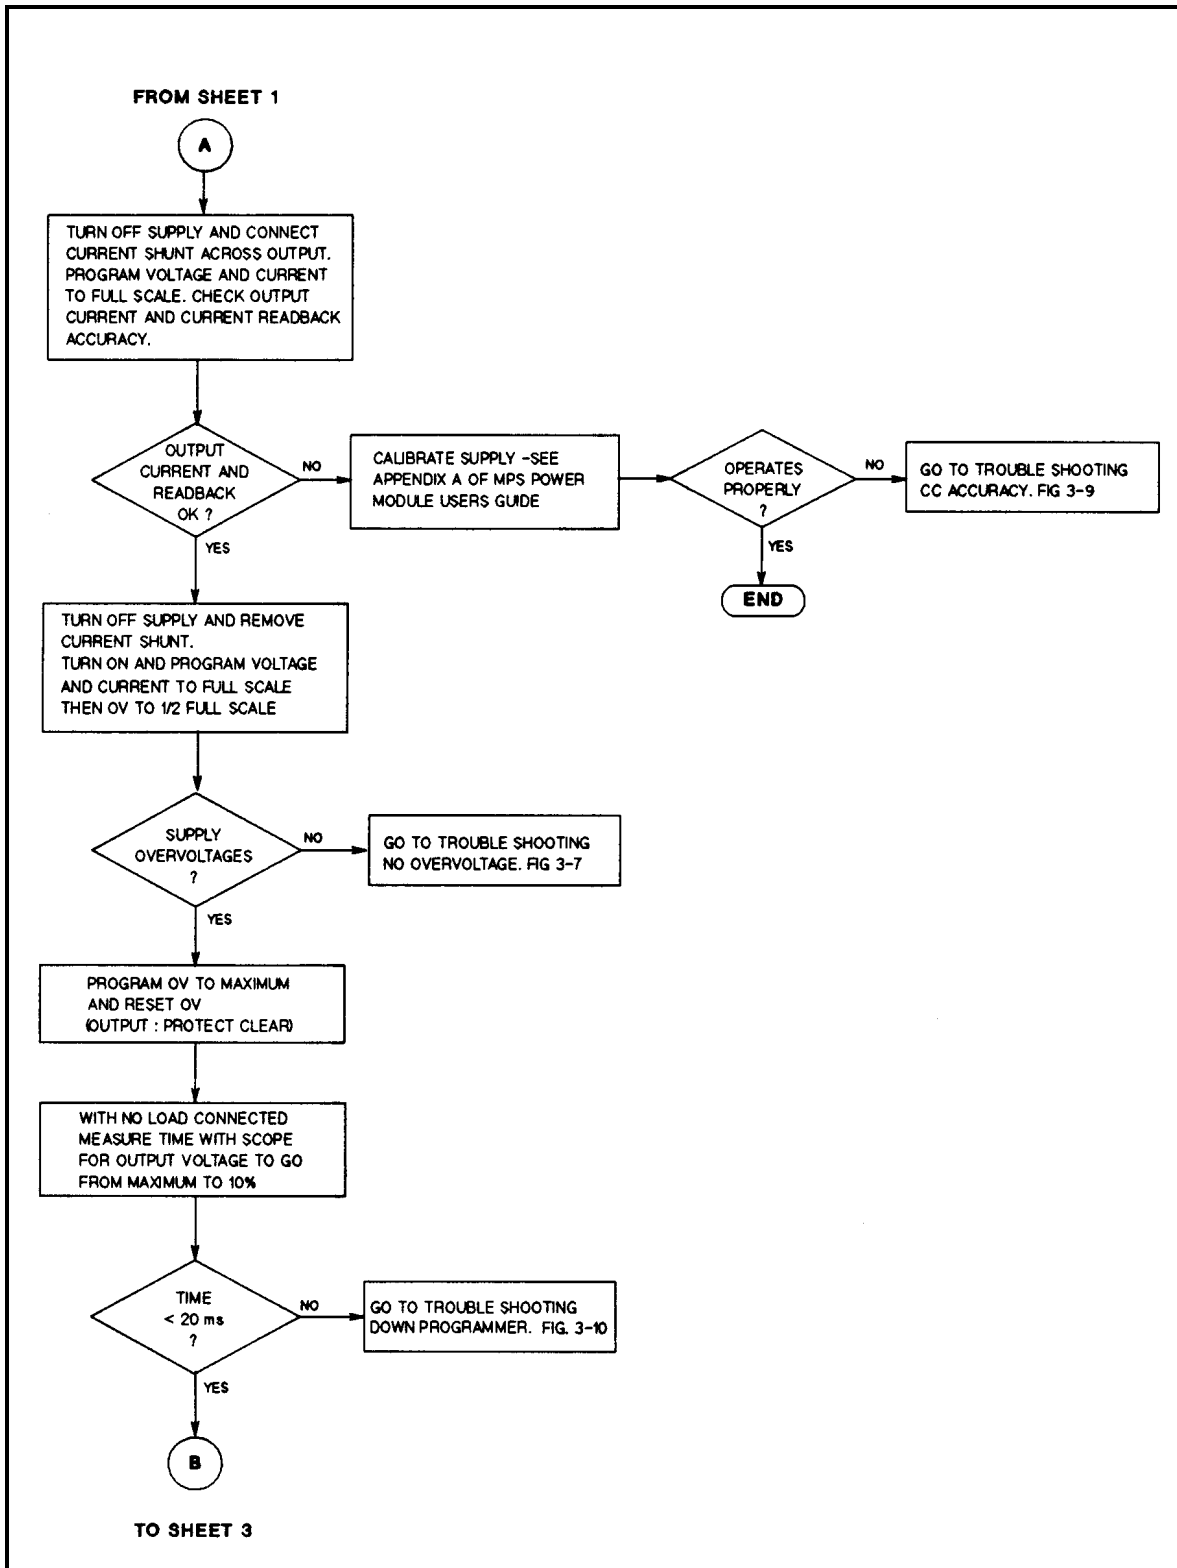 FROM SHEET 1
A
TURN OFF SUPPLY AND CONNECT
CURRENT SHUNT ACROSS OUTPUT.
PROGRAM VOLTAGE AND CURRENT
TO FULL SCALE. CHECK OUTPUT
CURRENT AND CURRENT READBACK
ACCURACY.
OUTPUT
CURRENT AND
READBACK
OK ?
NO
YES
CALIBRATE SUPPLY -SEE
APPENDIX A OF MPS POWER
MODULE USERS GUIDE
OPERATES
PROPERLY
?
NO
YES
GO TO TROUBLE SHOOTING
CC ACCURACY. FIG 3-9
END
TURN OFF SUPPLY AND REMOVE
CURRENT SHUNT.
TURN ON AND PROGRAM VOLTAGE
AND CURRENT TO FULL SCALE
THEN OV TO 1/2 FULL SCALE
SUPPLY
OVERVOLTAGES
?
NO
YES
GO TO TROUBLE SHOOTING
NO OVERVOLTAGE. FIG 3-7
PROGRAM OV TO MAXIMUM
AND RESET OV
(OUTPUT : PROTECT CLEAR)
WITH NO LOAD CONNECTED
MEASURE TIME WITH SCOPE
FOR OUTPUT VOLTAGE TO GO
FROM MAXIMUM TO 10%
TIME
< 20 ms
?
NO
YES
GO TO TROUBLE SHOOTING
DOWN PROGRAMMER. FIG. 3-10
B
TO SHEET 3